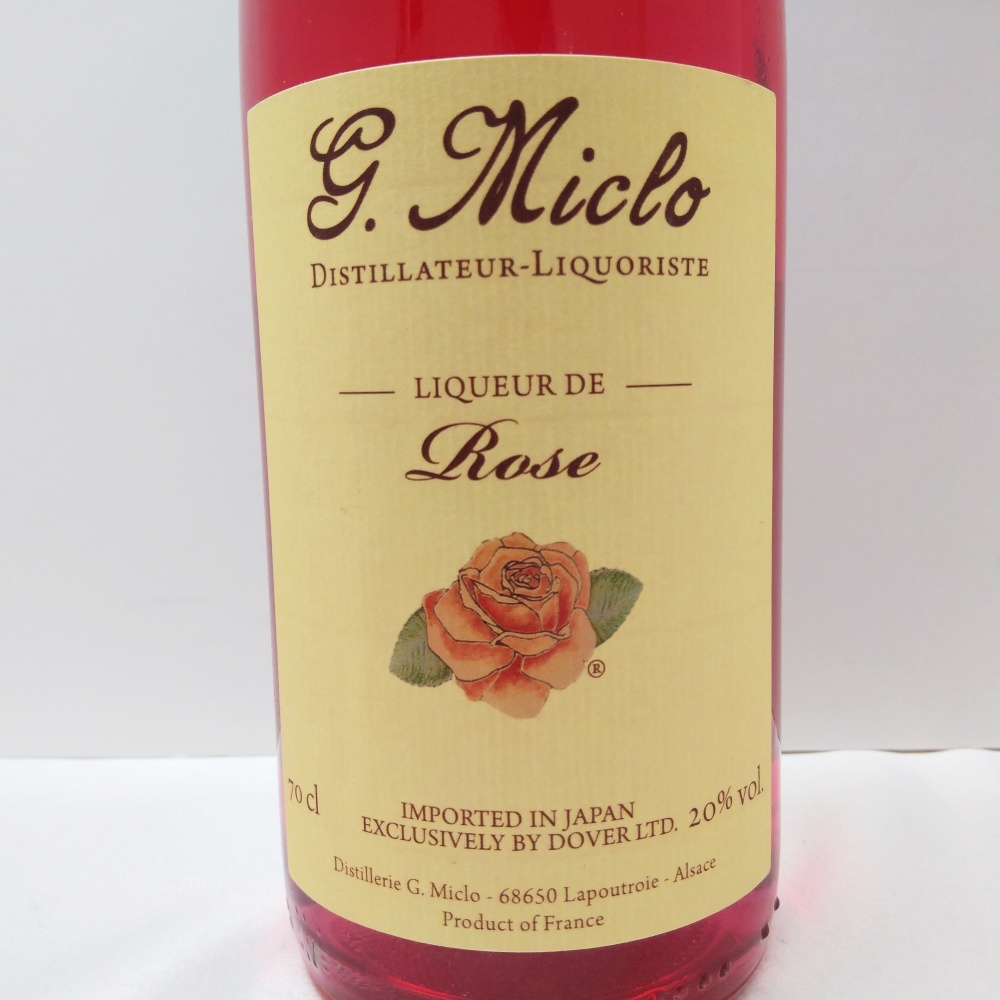 G. Miclo
DISTILLATEUR-LIQUORISTE
LIQUEUR DE
Rose
®
70 cl
IMPORTED IN JAPAN
EXCLUSIVELY BY DOVER LTD.
20% vol.
Distillerie G. Miclo - 68650 Lapoutroie - Alsace
Product of France